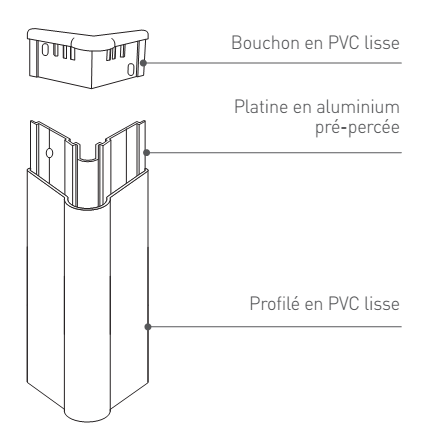 Bouchon en PVC lisse
Platine en aluminium
pré-percée
Profilé en PVC lisse